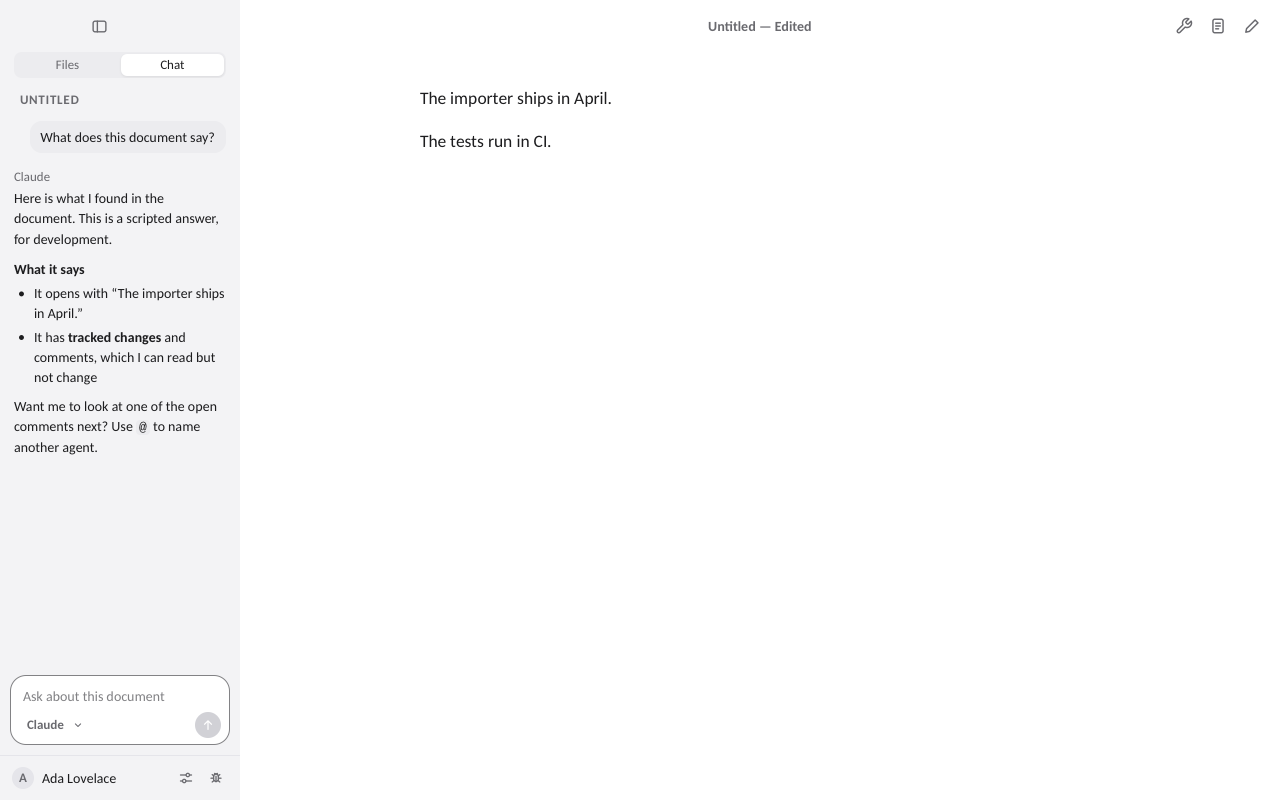 Untitled — Edited
Files
Chat
UNTITLED
What does this document say?
Claude
Here is what I found in the
document. This is a scripted answer,
for development.
What it says
• It opens with “The importer ships
in April.”
• It has tracked changes and
comments, which I can read but
not change
Want me to look at one of the open
comments next? Use @ to name
another agent.
Ask about this document
Claude
A
Ada Lovelace
The importer ships in April.
The tests run in CI.